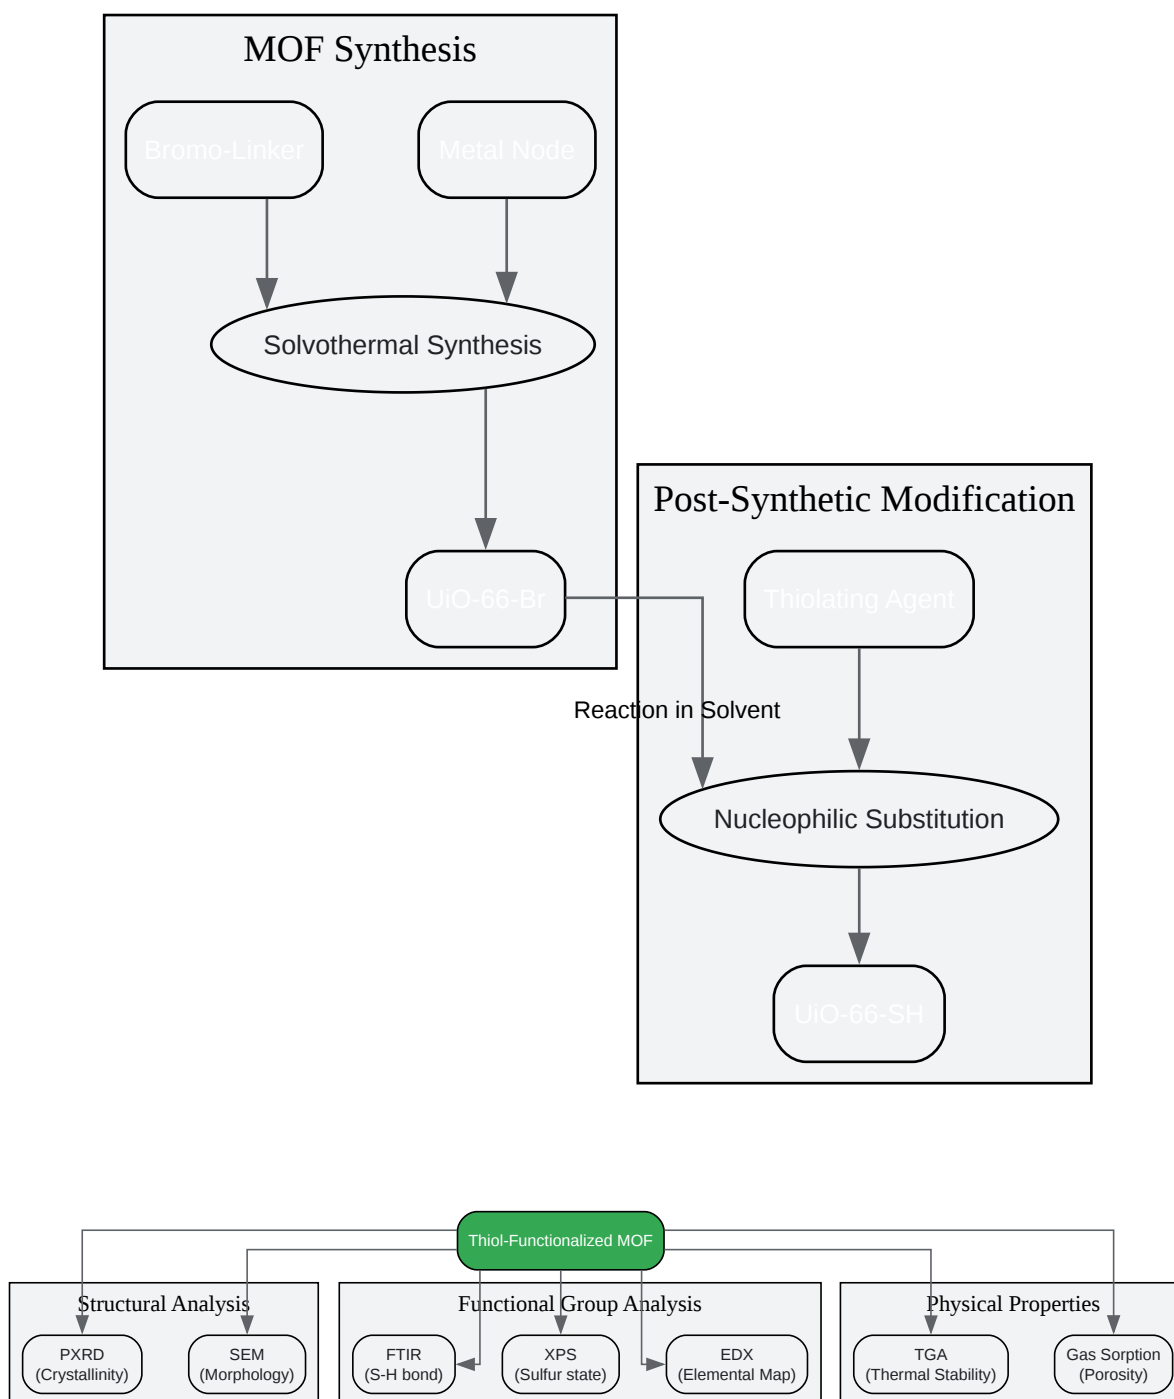 MOF Synthesis
Bromo-Linker
Metal Node
Solvothermal Synthesis
UiO-66-Br
Post-Synthetic Modification
Thiolating Agent
Reaction in Solvent
Nucleophilic Substitution
UiO-66-SH
Thiol-Functionalized MOF
Structural Analysis
PXRD
(Crystallinity)
SEM
(Morphology)
Functional Group Analysis
FTIR
(S-H bond)
XPS
(Sulfur state)
EDX
(Elemental Map)
Physical Properties
TGA
(Thermal Stability)
Gas Sorption
(Porosity)